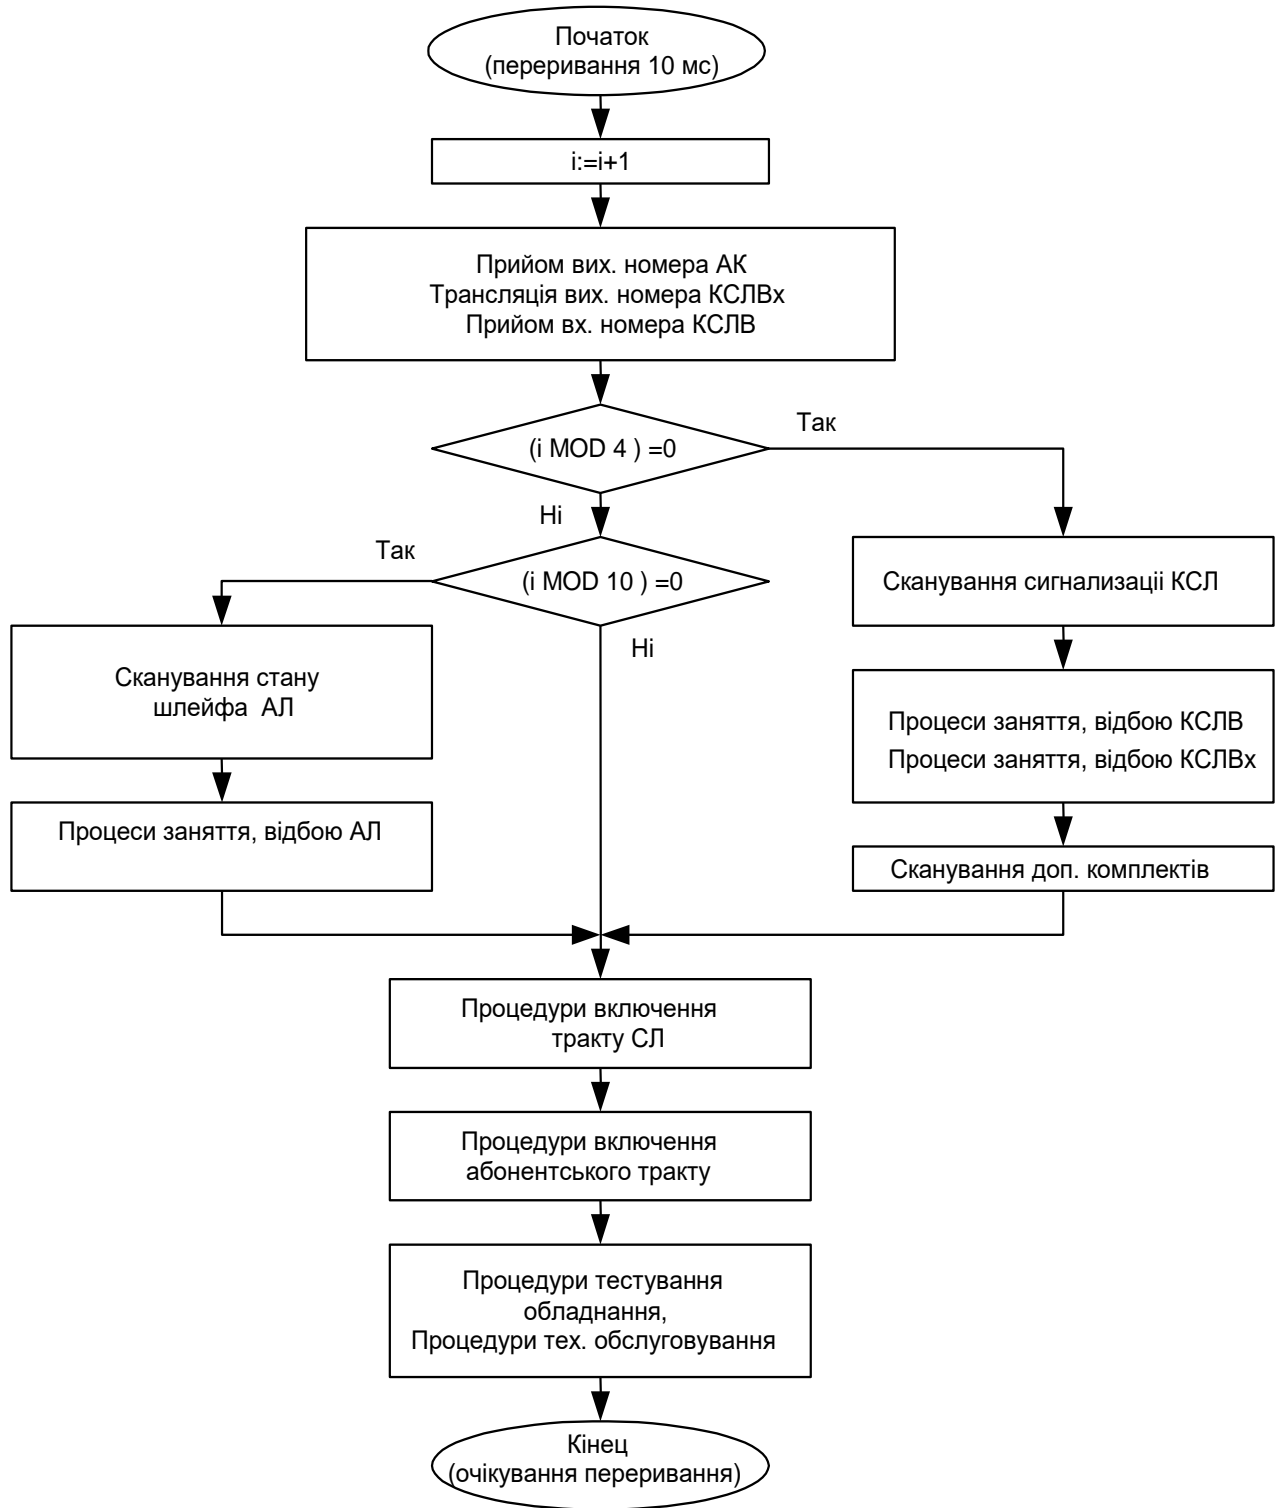 Початок
(переривання 10 мс)
i:=i+1
Прийом вих. номера АК
Трансляція вих. номера КСЛВх
Прийом вх. номера КСЛВ
(i MOD 4 ) =0
Так
Ні
Так
(i MOD 10 ) =0
Ні
Сканування сигнализаціі КСЛ
Сканування стану
шлейфа АЛ
Процеси заняття, відбою КСЛВ
Процеси заняття, відбою КСЛВх
Процеси заняття, відбою АЛ
Сканування доп. комплектів
Процедури включення
тракту СЛ
Процедури включення
абонентського тракту
Процедури тестування
обладнання,
Процедури тех. обслуговування
Кінец
(очікування переривання)